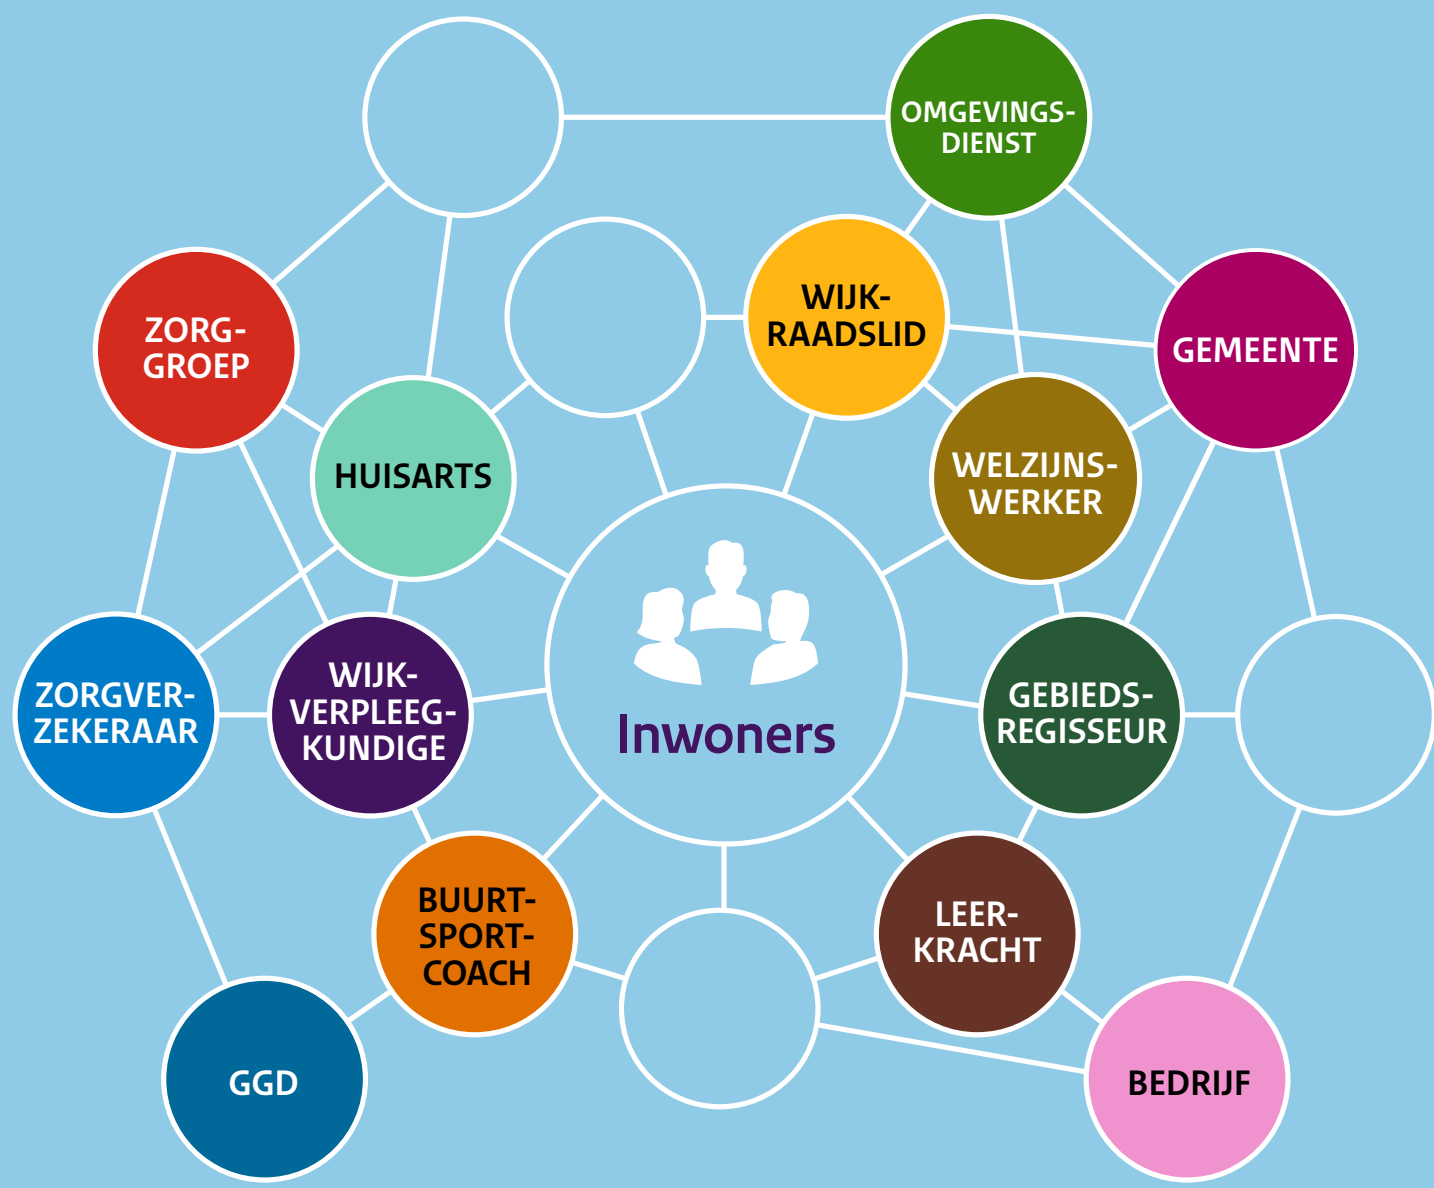 OMGEVINGS-
DIENST
WIJK-
RAADSLID
ZORG-
GROEP
GEMEENTE
HUISARTS
WELZIJNS-
WERKER
ZORGVER-
ZEKERAAR
WIJK-
VERPLEEG-
KUNDIGE
Inwoners
GEBIEDS-
REGISSEUR
BUURT-
SPORT-
COACH
LEER-
KRACHT
GGD
BEDRIJF